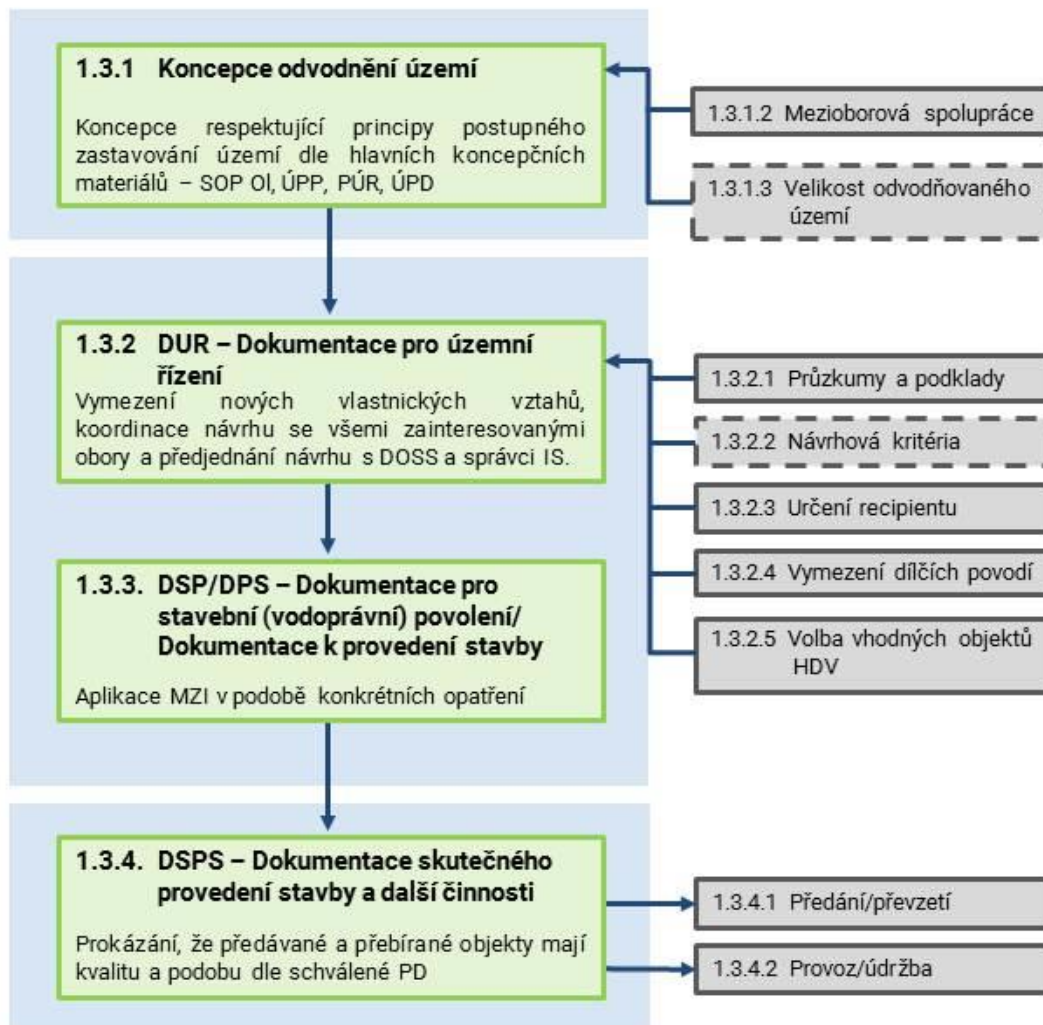 1.3.1 Koncepce odvodnění území
Koncepce respektující principy postupného
zastavování území dle hlavních koncepčních
materiálů – SOP Ol, ÚPP, PÚR, ÚPD
1.3.1.2 Mezioborová spolupráce
1.3.1.3 Velikost odvodňovaného
území
1.3.2 DUR – Dokumentace pro územní
řízení
Vymezení nových vlastnických vztahů,
koordinace návrhu se všemi zainteresovanými
obory a předjednání návrhu s DOSS a správci IS.
1.3.2.1 Průzkumy a podklady
1.3.2.2 Návrhová kritéria
1.3.2.3 Určení recipientu
1.3.2.4 Vymezení dílčích povodí
1.3.2.5 Volba vhodných objektů
HDV
1.3.3. DSP/DPS – Dokumentace pro
stavební (vodoprávní) povolení/
Dokumentace k provedení stavby
Aplikace MZI v podobě konkrétních opatření
1.3.4. DSPS – Dokumentace skutečného
provedení stavby a další činnosti
Prokázání, že předávané a přebírané objekty mají
kvalitu a podobu dle schválené PD
1.3.4.1 Předání/převzetí
1.3.4.2 Provoz/údržba